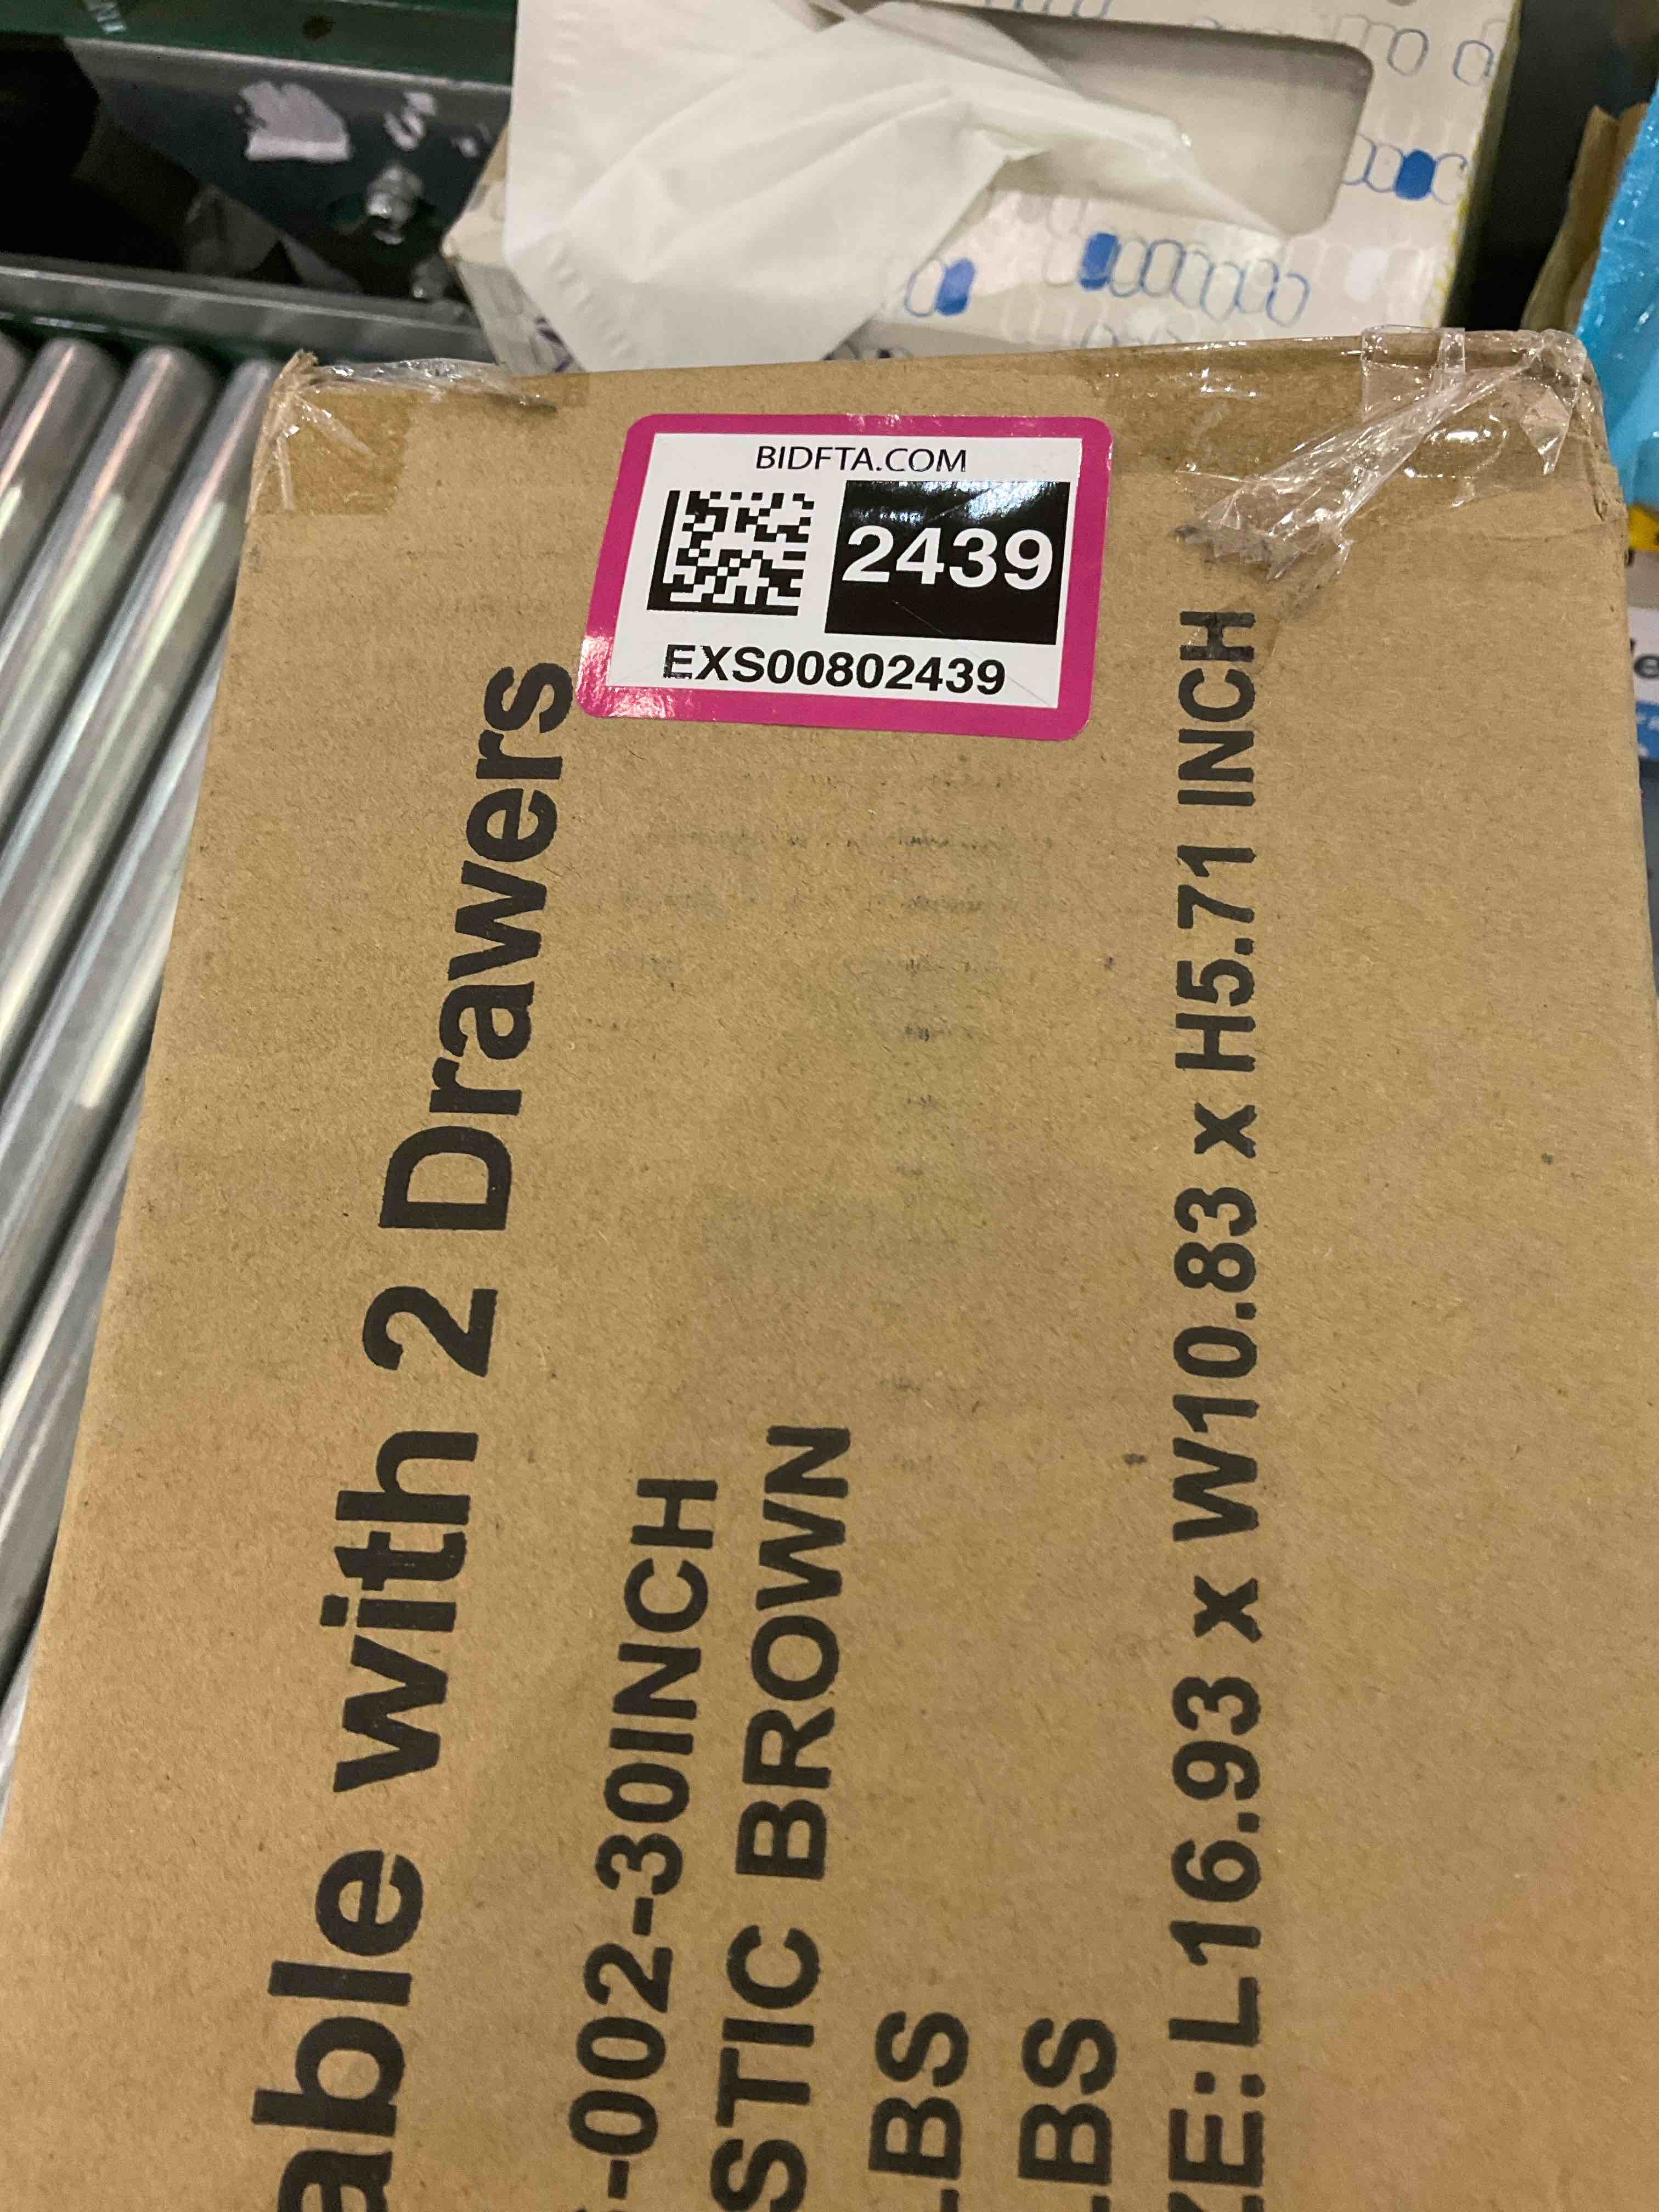 BIDFTA.COM
2439
EXS00802439
able with 2 Drawers
-002-30INCH
STIC BROWN
LBS
LBS
ZE:L16.93 x W10.83 x H5.71 INCH